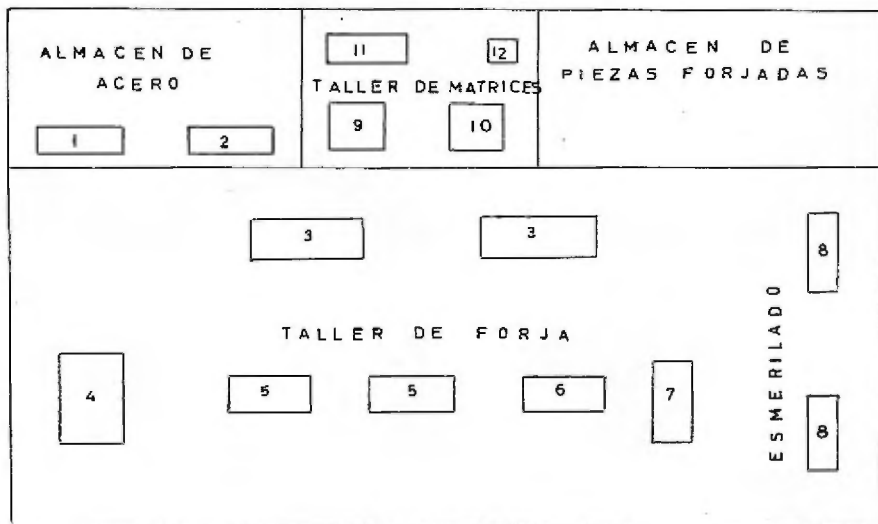 ALMACEN DE
ACERO
1
2
11
12
TALLER DE MATRICES
9
10
ALMACEN DE
PIEZAS FORJADAS
3
3
8
TALLER DE FORJA
ESMERILADO
4
5
5
6
7
8